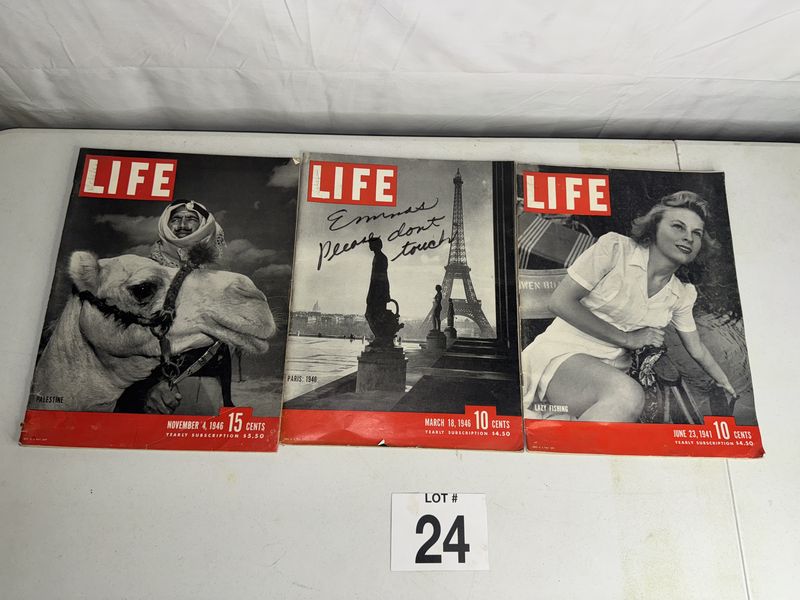 LIFE
PALESTINE
NOVEMBER 4, 1946 15 CENTS
YEARLY SUBSCRIPTION $5.50
LIFE
Emmas
Please don't
touch
PARIS: 1946
MARCH 18, 1946 10 CENTS
YEARLY SUBSCRIPTION $4.50
LIFE
LAZY FISHING
JUNE 23, 1941 10 CENTS
YEARLY SUBSCRIPTION $4.50
LOT #
24